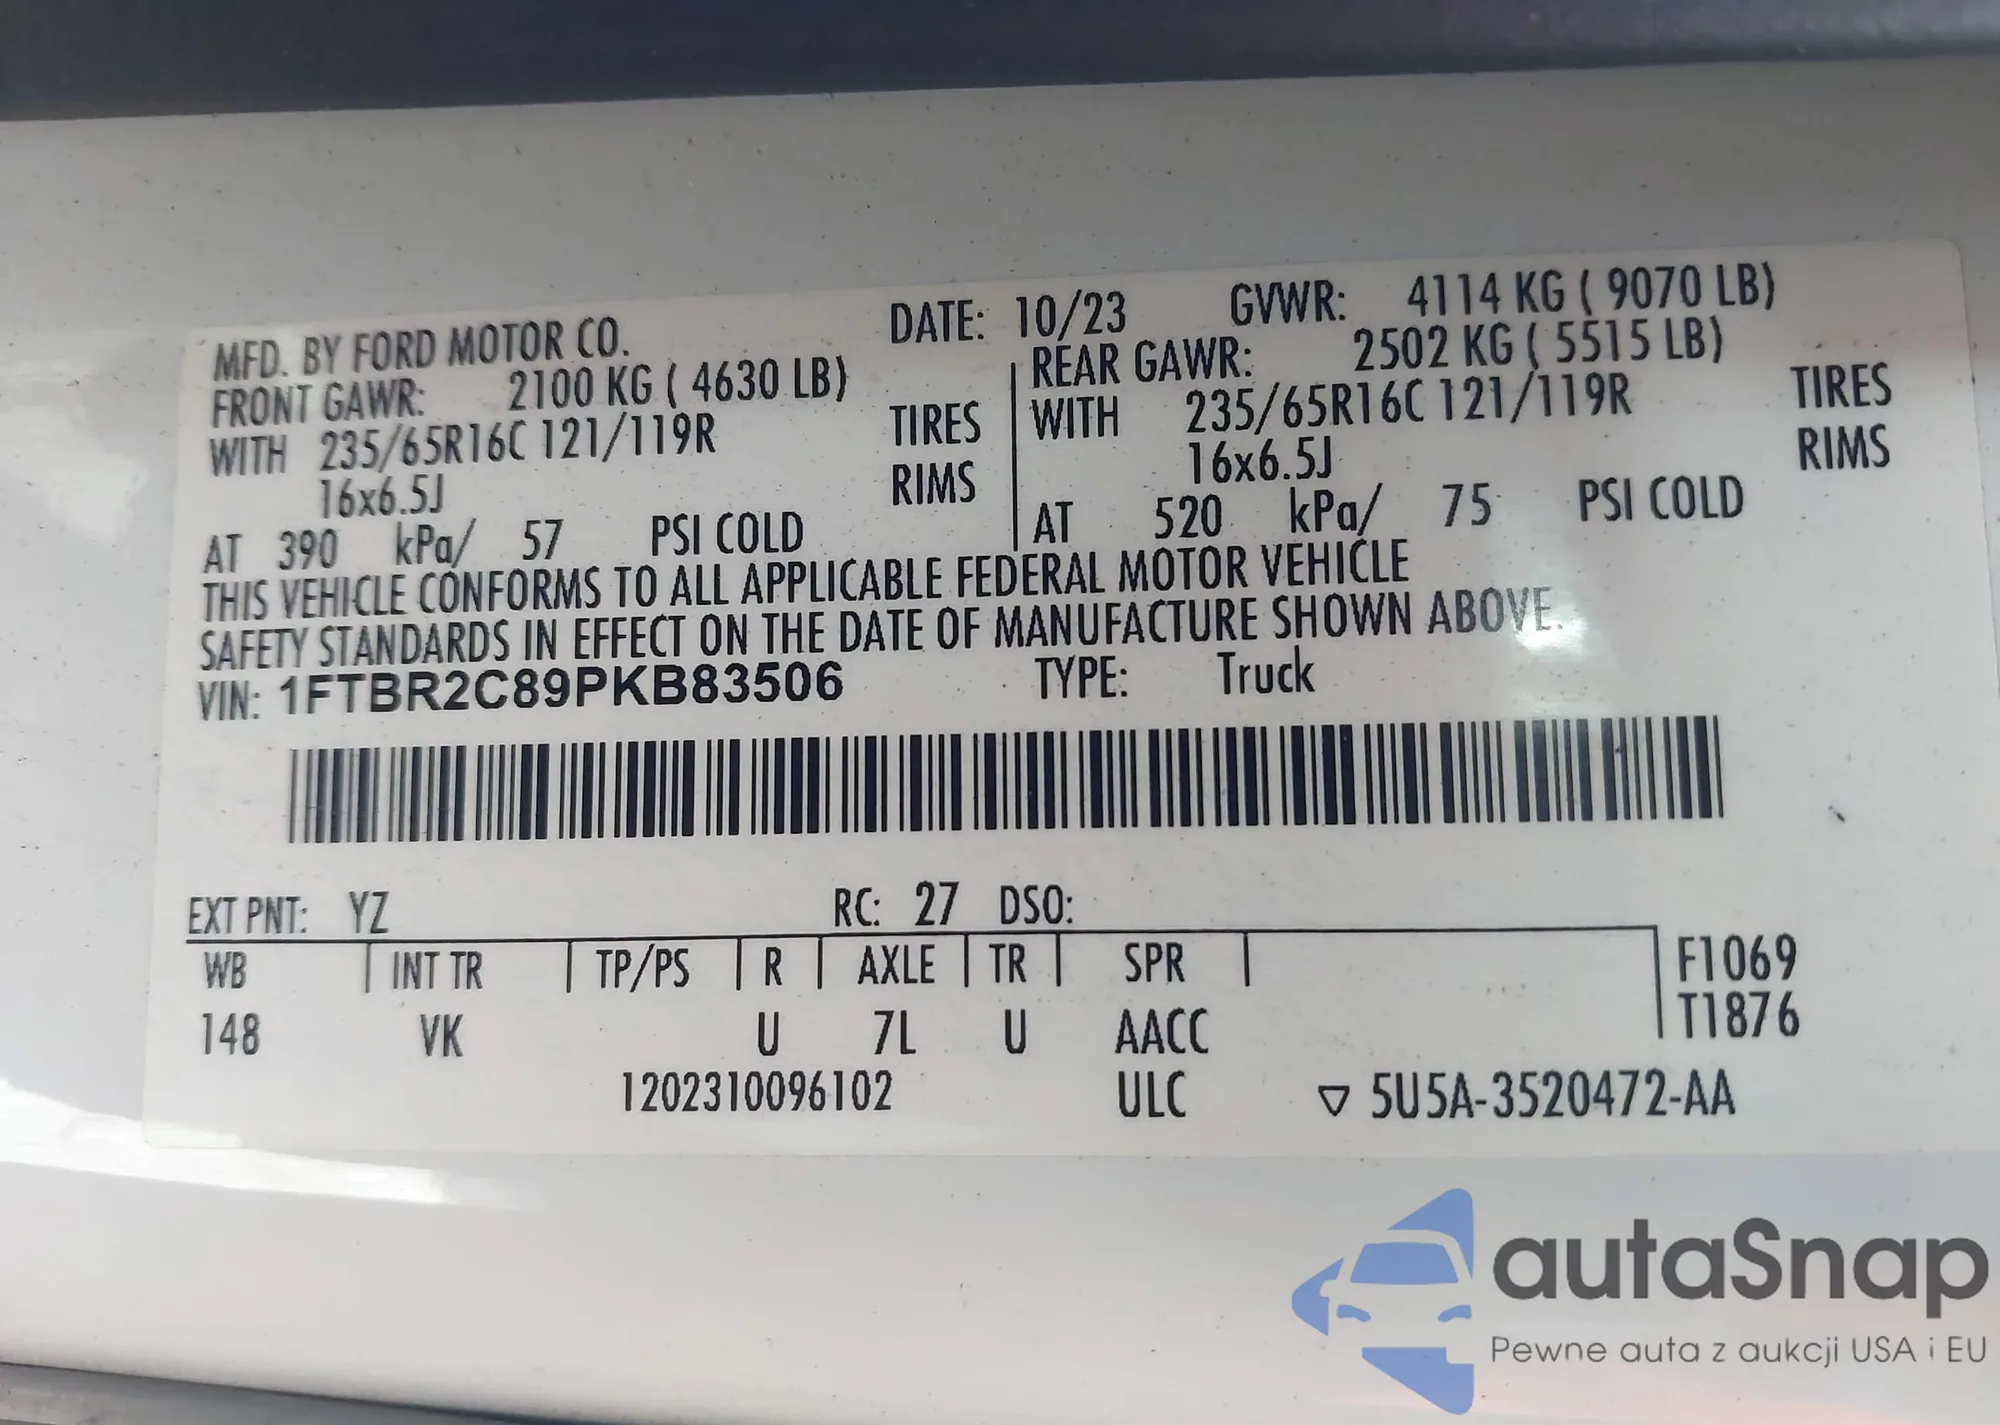 MFD. BY FORD MOTOR CO. DATE: 10/23 GVWR: 4114 KG ( 9070 LB)
FRONT GAWR: 2100 KG ( 4630 LB) REAR GAWR: 2502 KG ( 5515 LB)
WITH 235/65R16C 121/119R TIRES WITH 235/65R16C 121/119R TIRES
16x6.5J RIMS 16x6.5J RIMS
AT 390 kPa/ 57 PSI COLD AT 520 kPa/ 75 PSI COLD
THIS VEHICLE CONFORMS TO ALL APPLICABLE FEDERAL MOTOR VEHICLE
SAFETY STANDARDS IN EFFECT ON THE DATE OF MANUFACTURE SHOWN ABOVE.
VIN: 1FTBR2C89PKB83506 TYPE: Truck
EXT PNT: YZ RC: 27 DSO:
WB INT TR TP/PS R AXLE TR SPR F1069
148 VK U 7L U AACC T1876
1202310096102 ULC ▽ 5U5A-3520472-AA
autaSnap
Pewne auta z aukcji USA i EU